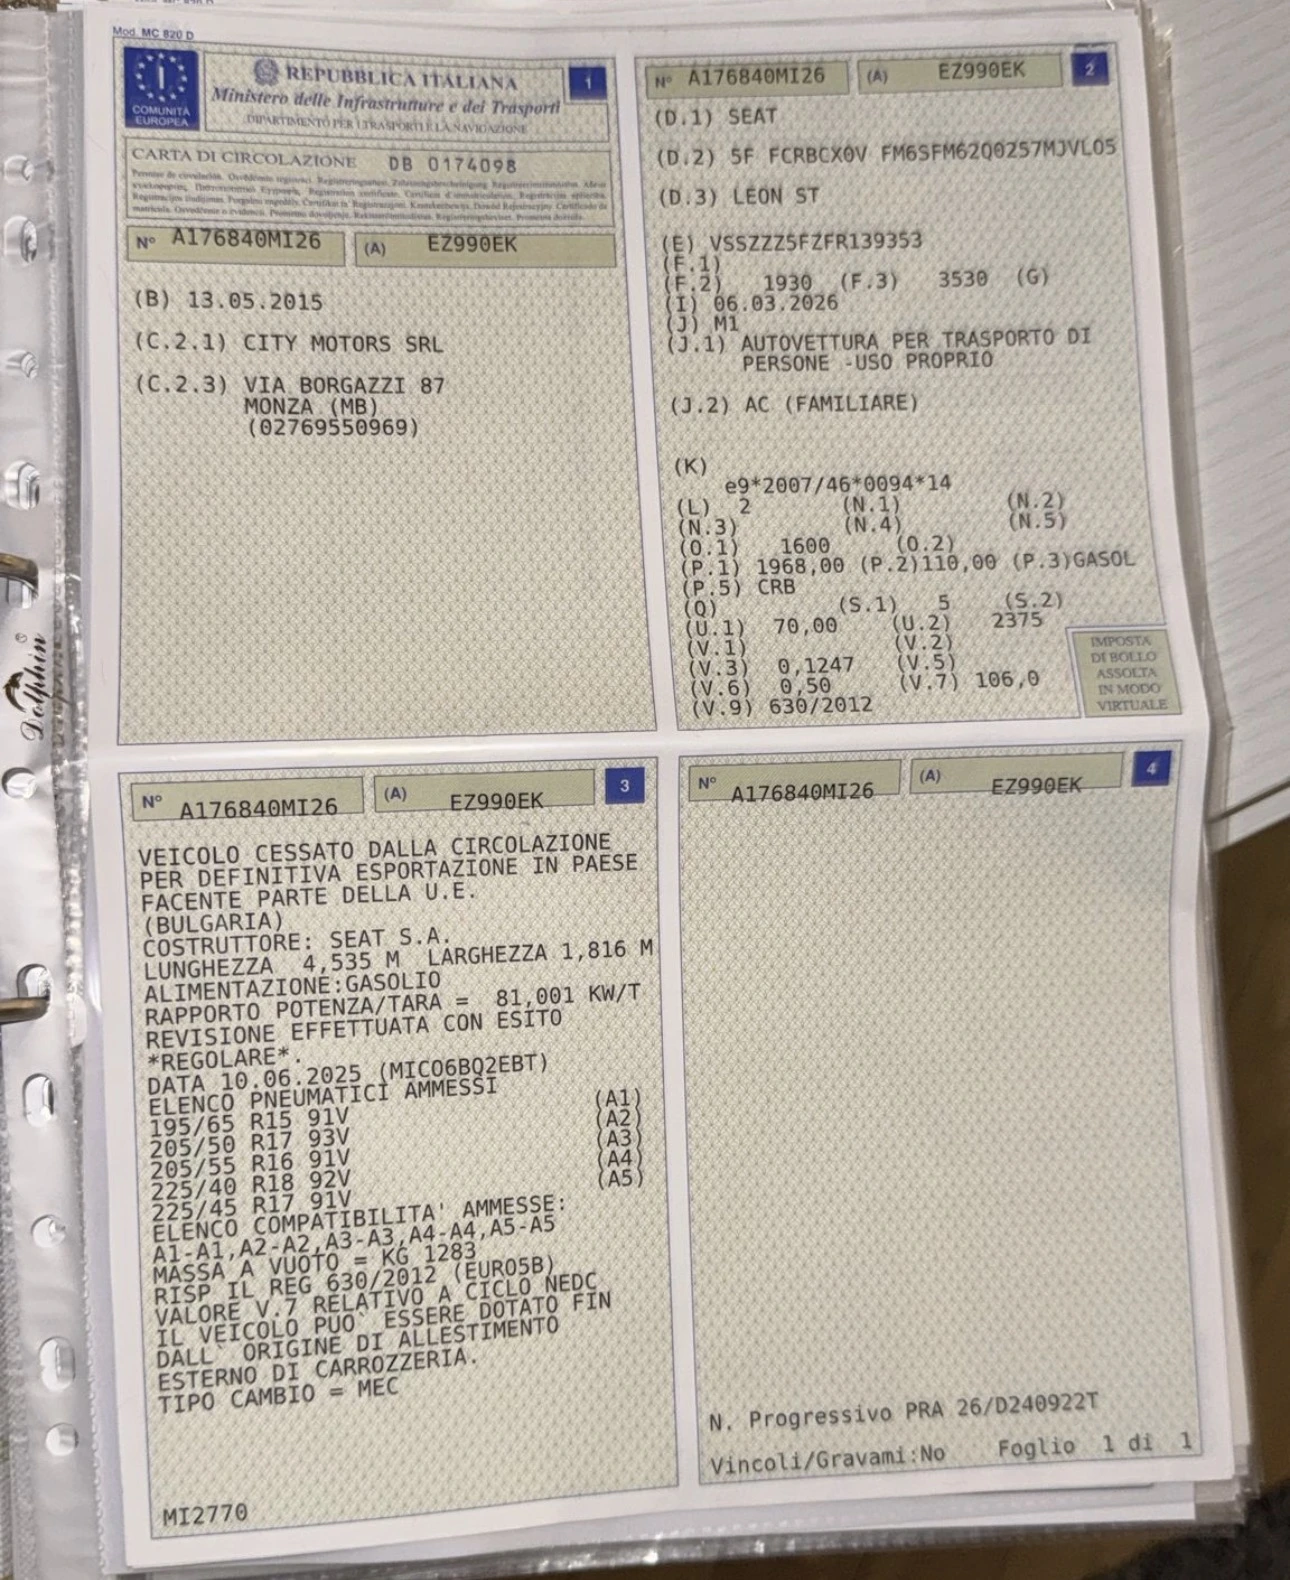 Mod. MC 820 D
COMUNITÀ
EUROPEA
REPUBBLICA ITALIANA
Ministero delle Infrastrutture e dei Trasporti
DIPARTIMENTO PER I TRASPORTI E LA NAVIGAZIONE
1
CARTA DI CIRCOLAZIONE DB 0174098
N° A176840MI26 (A) EZ990EK
(B) 13.05.2015
(C.2.1) CITY MOTORS SRL
(C.2.3) VIA BORGAZZI 87
MONZA (MB)
(02769550969)
N° A176840MI26 (A) EZ990EK 2
(D.1) SEAT
(D.2) 5F FCRBCX0V FM6SFM62Q0257MJVLO5
(D.3) LEON ST
(E) VSSZZZ5FZFR139353
(F.1)
(F.2) 1930 (F.3) 3530 (G)
(I) 06.03.2026
(J) M1
(J.1) AUTOVETTURA PER TRASPORTO DI
PERSONE -USO PROPRIO
(J.2) AC (FAMILIARE)
(K)
e9*2007/46*0094*14
(L) 2 (N.1) (N.2)
(N.3) (N.4) (N.5)
(O.1) 1600 (O.2)
(P.1) 1968,00 (P.2)110,00 (P.3)GASOL
(P.5) CRB
(Q) (S.1) 5 (S.2)
(U.1) 70,00 (U.2) 2375
(V.1) (V.2)
(V.3) 0,1247 (V.5)
(V.6) 0,50 (V.7) 106,0
(V.9) 630/2012
IMPOSTA
DI BOLLO
ASSOLTA
IN MODO
VIRTUALE
Dolphin ®
N° A176840MI26 (A) EZ990EK 3
VEICOLO CESSATO DALLA CIRCOLAZIONE
PER DEFINITIVA ESPORTAZIONE IN PAESE
FACENTE PARTE DELLA U.E.
(BULGARIA)
COSTRUTTORE: SEAT S.A.
LUNGHEZZA 4,535 M LARGHEZZA 1,816 M
ALIMENTAZIONE:GASOLIO
RAPPORTO POTENZA/TARA = 81,001 KW/T
REVISIONE EFFETTUATA CON ESITO
*REGOLARE*.
DATA 10.06.2025 (MICO6BQ2EBT)
ELENCO PNEUMATICI AMMESSI
195/65 R15 91V (A1)
205/50 R17 93V (A2)
205/55 R16 91V (A3)
225/40 R18 92V (A4)
225/45 R17 91V (A5)
ELENCO COMPATIBILITA' AMMESSE:
A1-A1,A2-A2,A3-A3,A4-A4,A5-A5
MASSA A VUOTO = KG 1283
RISP IL REG 630/2012 (EURO5B)
VALORE V.7 RELATIVO A CICLO NEDC
IL VEICOLO PUO` ESSERE DOTATO FIN
DALL` ORIGINE DI ALLESTIMENTO
ESTERNO DI CARROZZERIA.
TIPO CAMBIO = MEC
MI2770
N° A176840MI26 (A) EZ990EK 4
N. Progressivo PRA 26/D240922T
Vincoli/Gravami:No Foglio 1 di 1